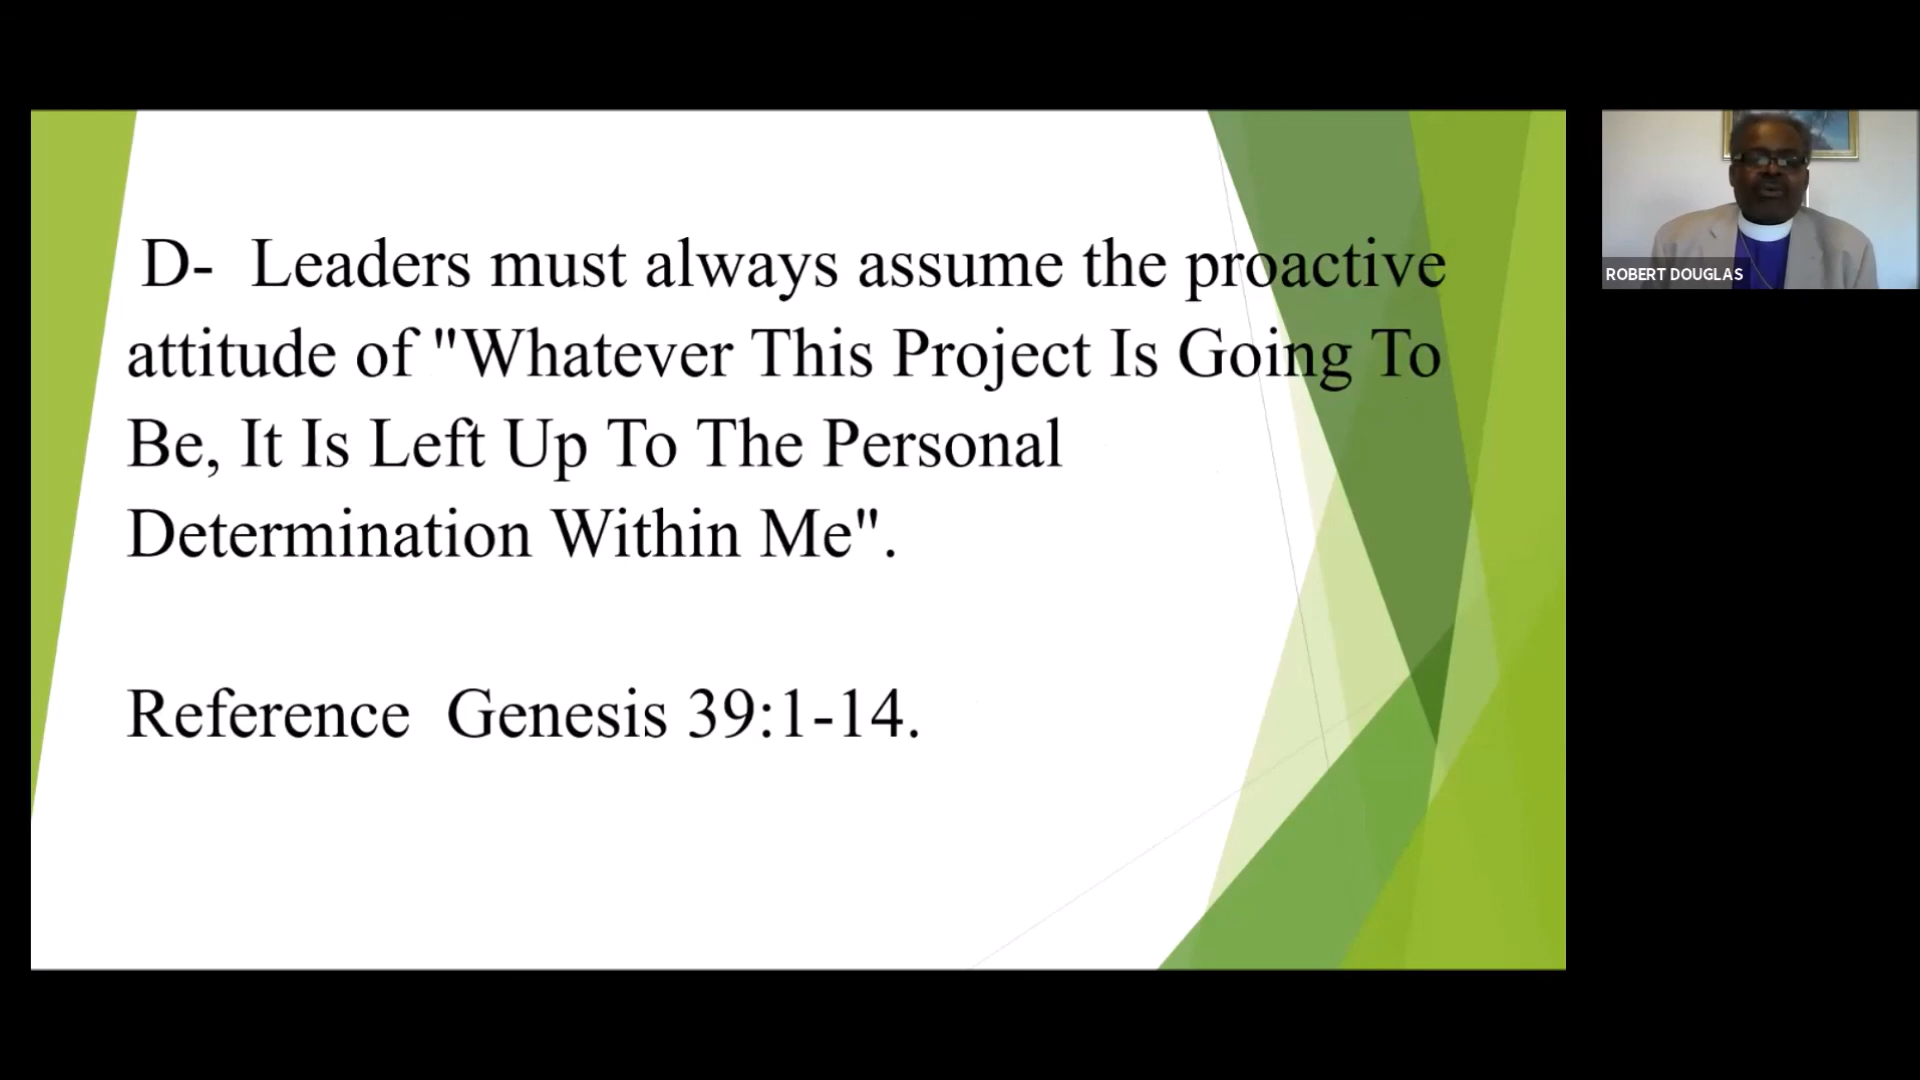 D- Leaders must always assume the proactive
attitude of "Whatever This Project Is Going To
Be, It Is Left Up To The Personal
Determination Within Me".
Reference Genesis 39:1-14.
ROBERT DOUGLAS